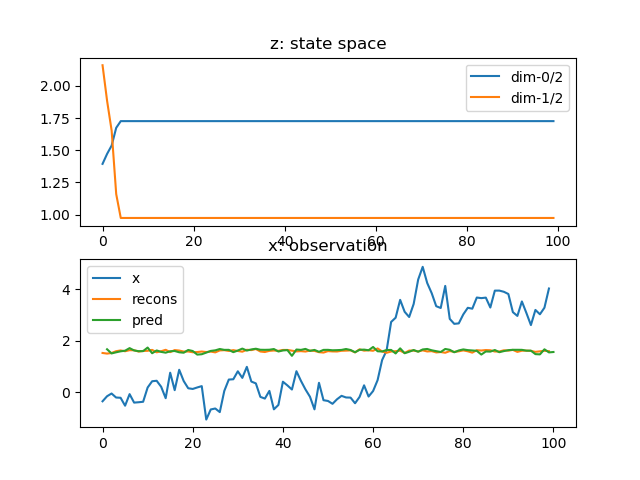 z: state space
2.00
1.75
1.50
1.25
1.00
dim-0/2
dim-1/2
0 20 40 60 80 100
x: observation
4
2
0
x
recons
pred
0 20 40 60 80 100